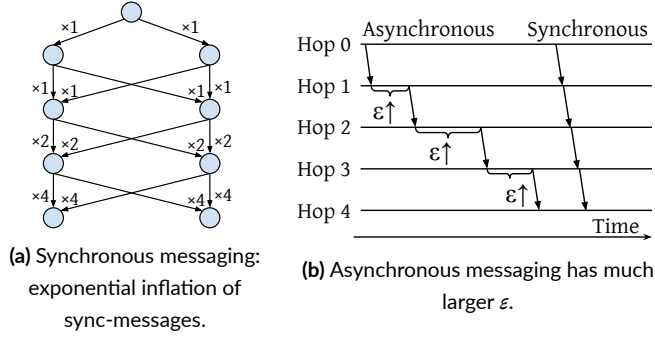 ×1 ×1
×1 ×1 ×1 ×1
×2 ×2 ×2 ×2
×4 ×4 ×4 ×4
(a) Synchronous messaging:
exponential inflation of
sync-messages.
Asynchronous Synchronous
Hop 0
Hop 1
ε↑
Hop 2
ε↑
Hop 3
ε↑
Hop 4
Time
(b) Asynchronous messaging has much
larger ε.